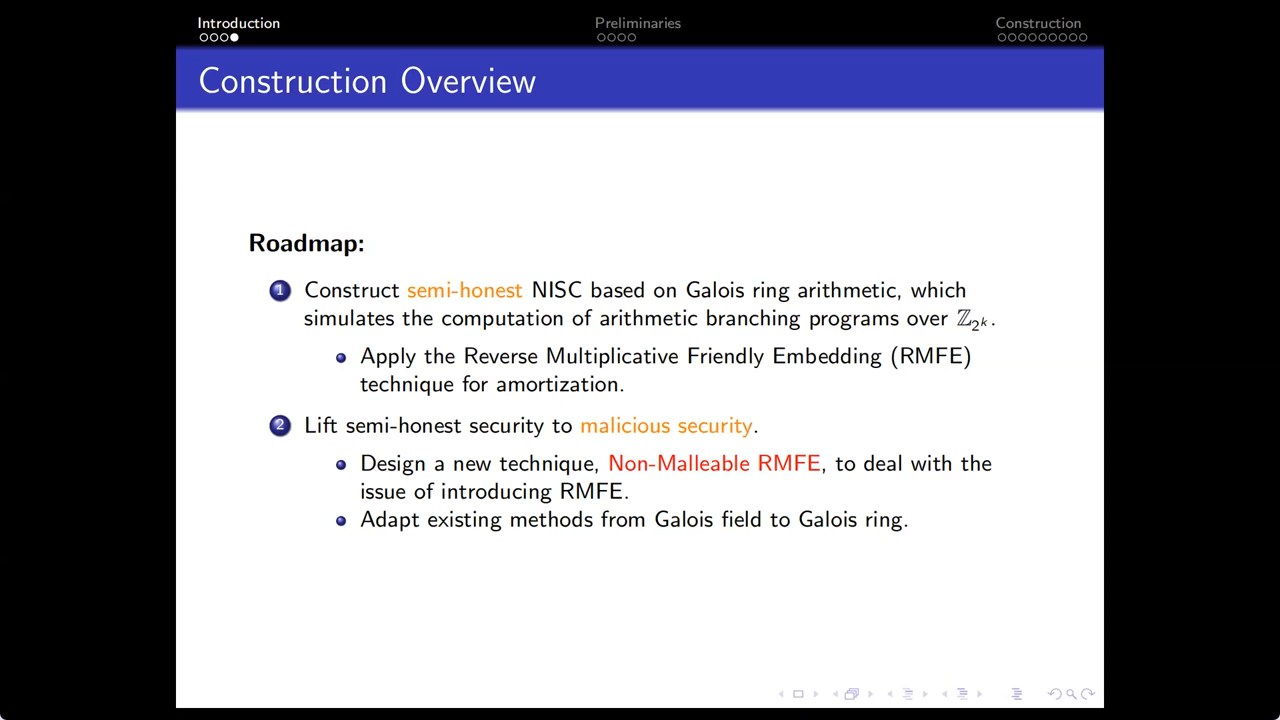 Introduction
Preliminaries
Construction
Construction Overview
Roadmap:
1 Construct semi-honest NISC based on Galois ring arithmetic, which
simulates the computation of arithmetic branching programs over ℤ_{2^k}.
Apply the Reverse Multiplicative Friendly Embedding (RMFE)
technique for amortization.
2 Lift semi-honest security to malicious security.
Design a new technique, Non-Malleable RMFE, to deal with the
issue of introducing RMFE.
Adapt existing methods from Galois field to Galois ring.